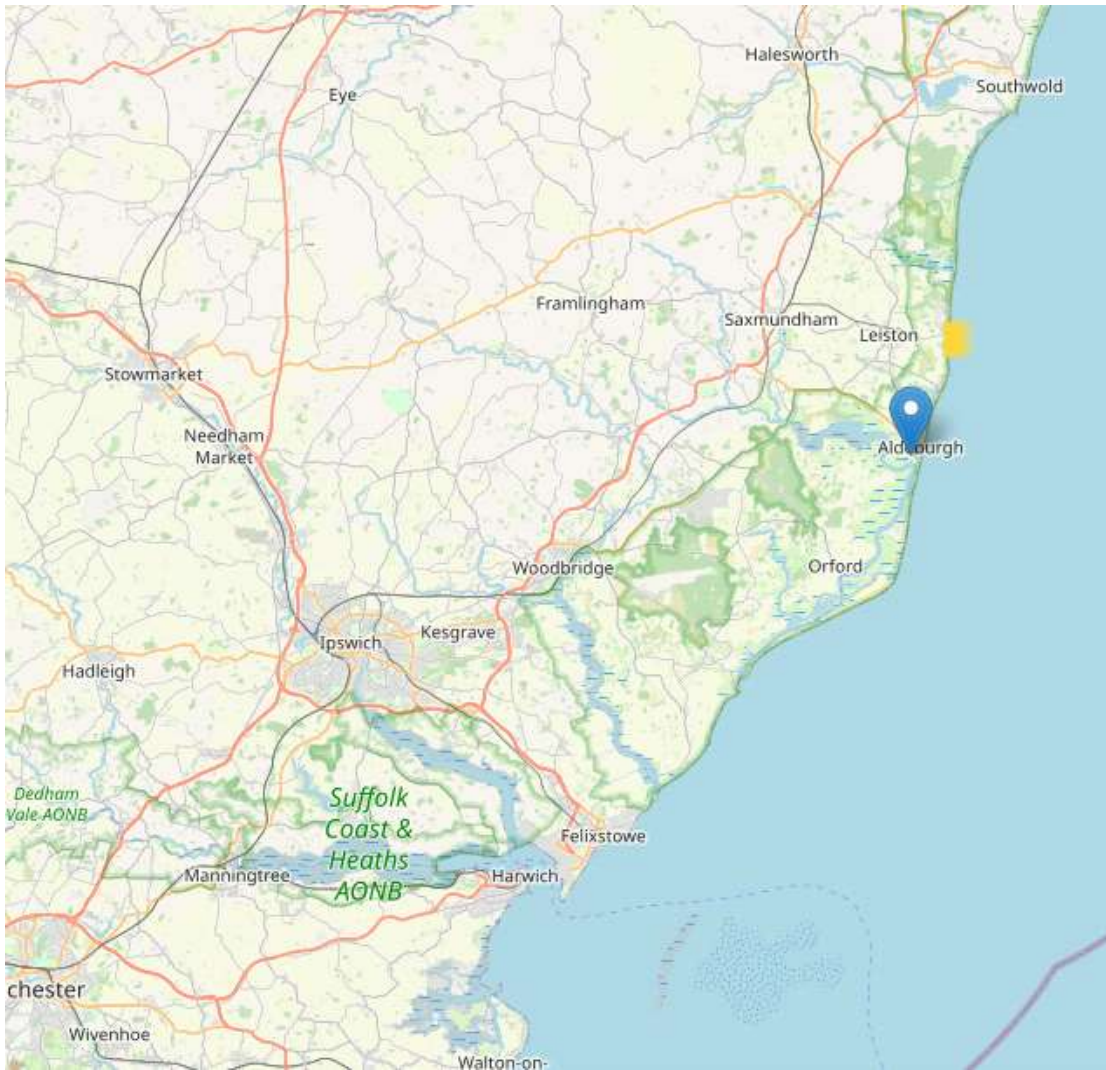 Halesworth
Southwold
Eye
Framlingham
Saxmundham
Leiston
Stowmarket
Needham
Market
Aldeburgh
Woodbridge
Orford
Ipswich
Kesgrave
Hadleigh
Dedham
Vale AONB
Suffolk
Coast &
Heaths
AONB
Felixstowe
Manningtree
Harwich
chester
Wivenhoe
Walton-on-